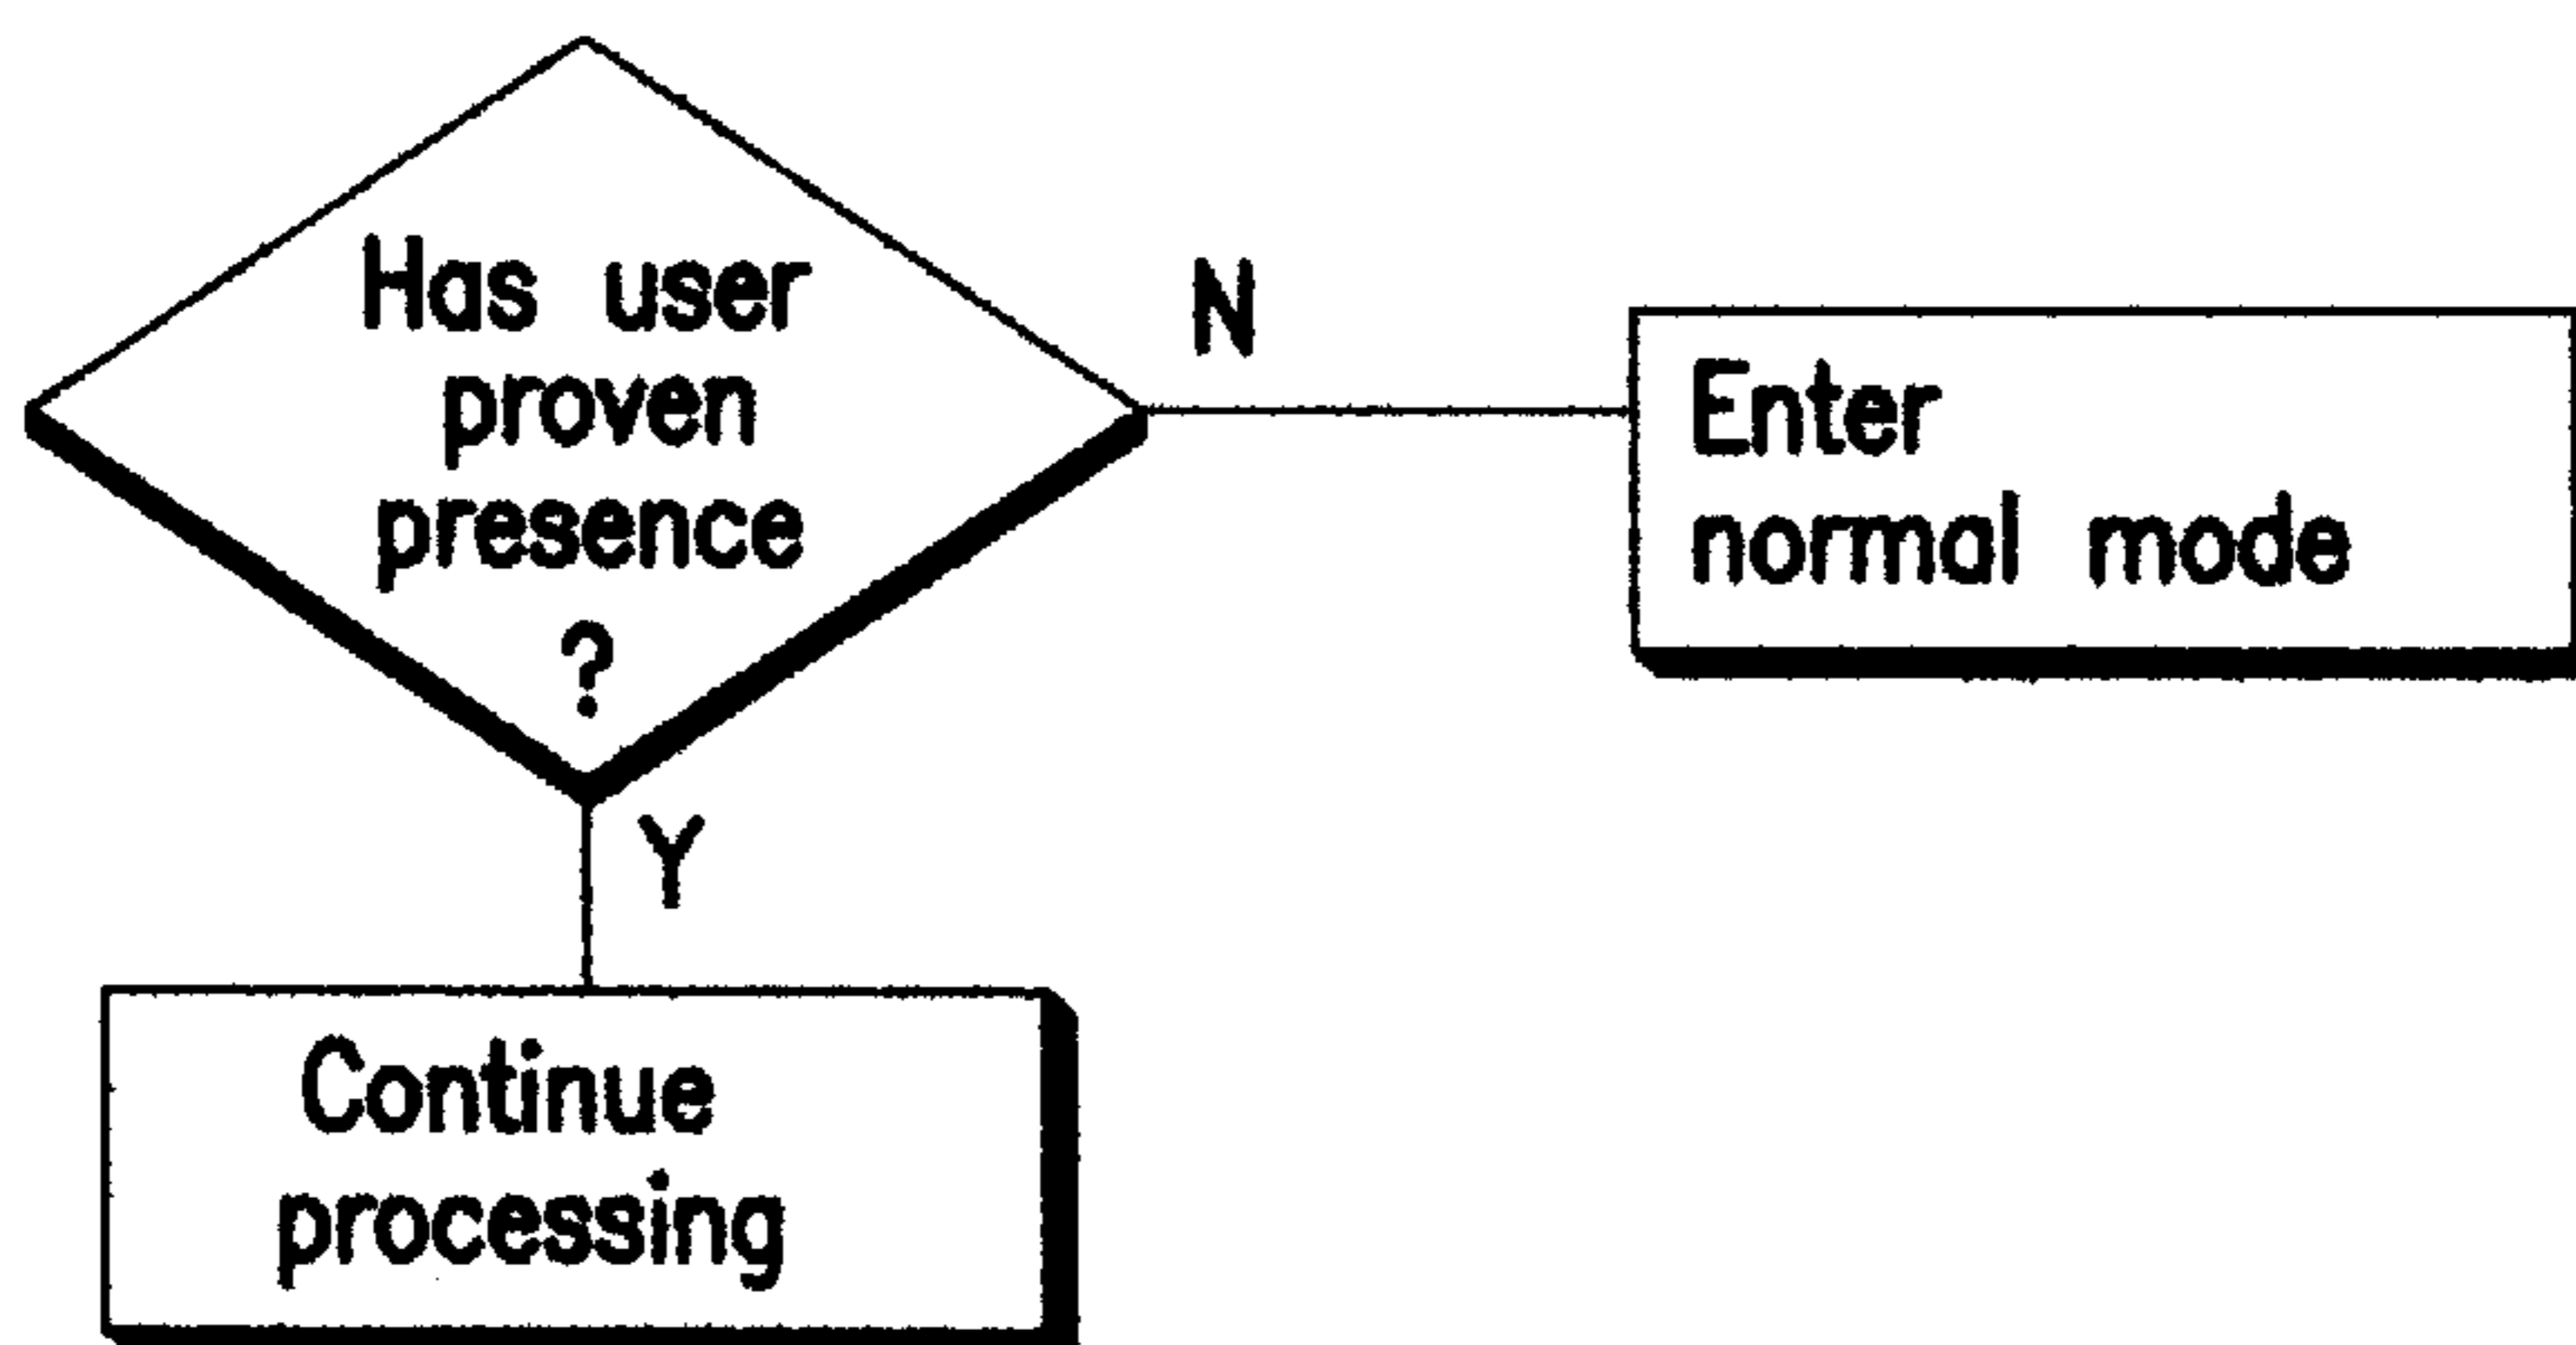 Has user
proven
presence
?
N
Enter
normal mode
Y
Continue
processing